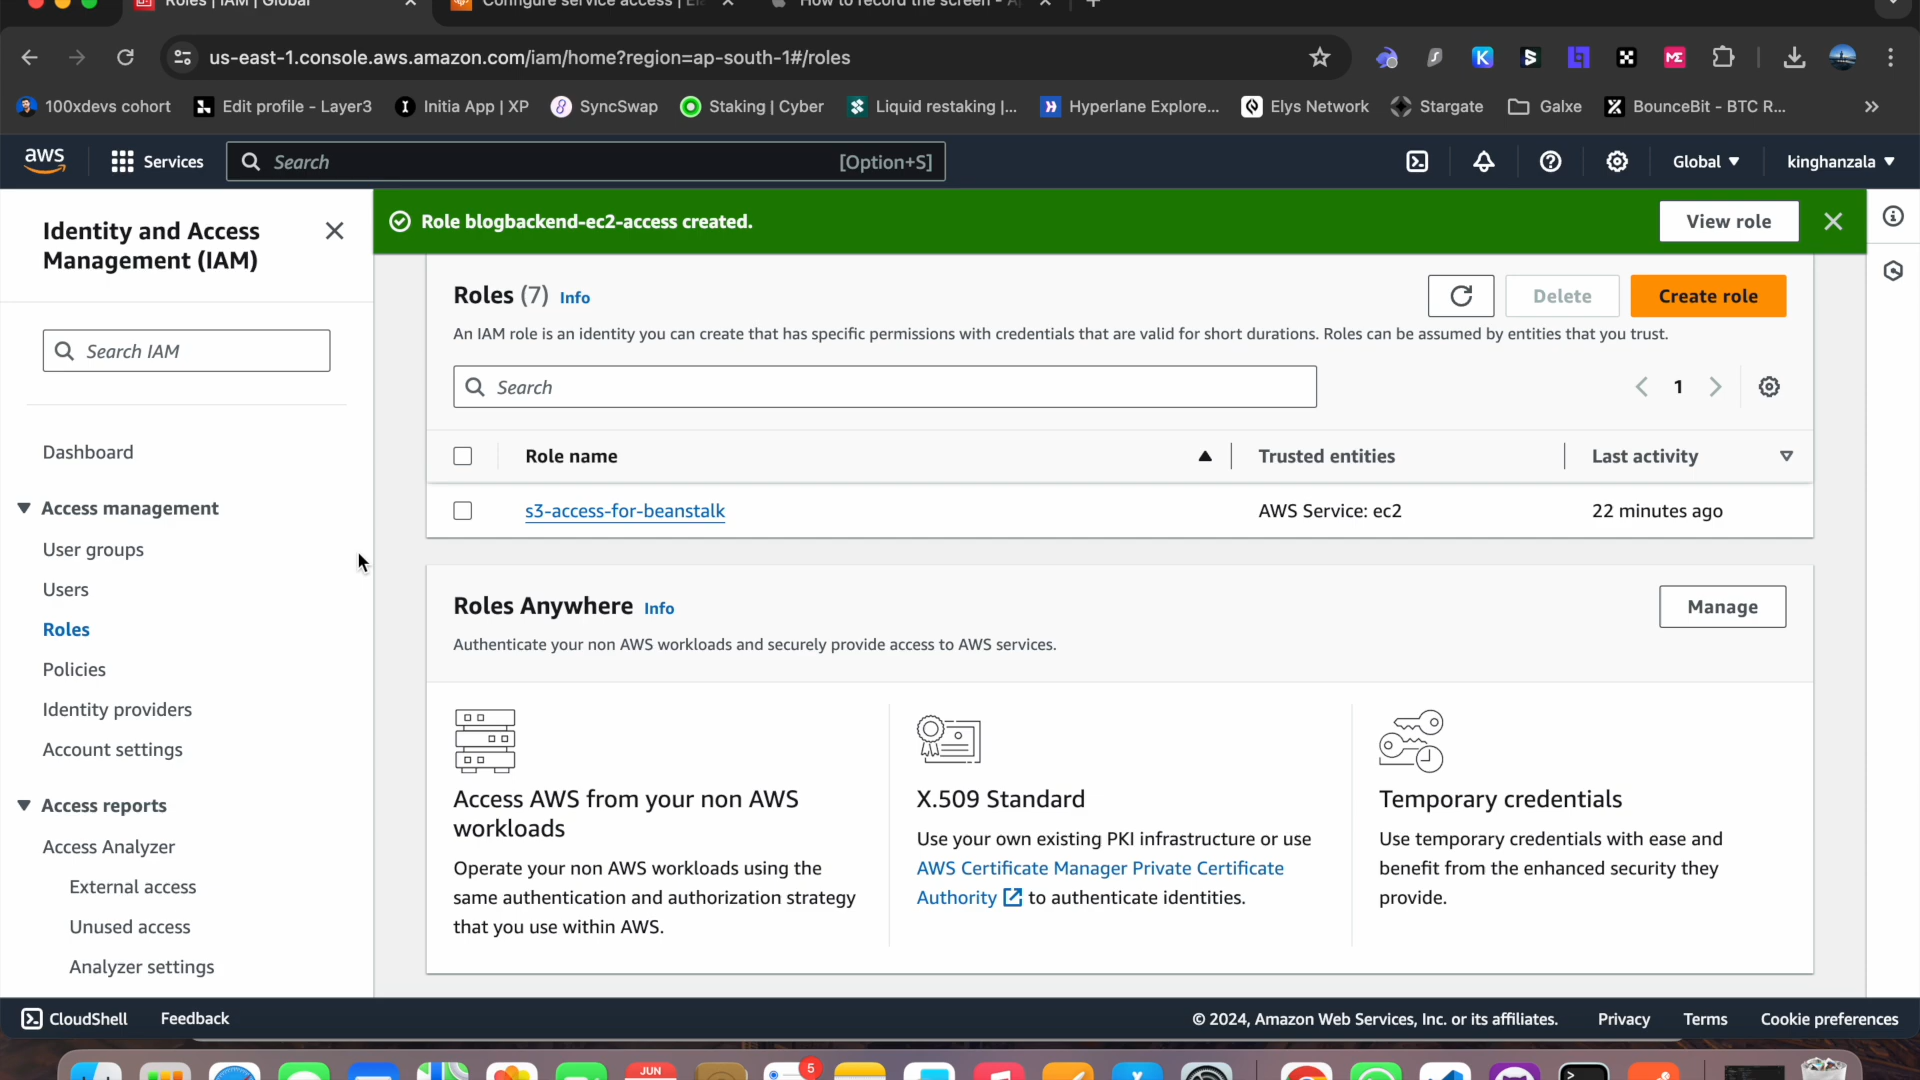 Roles | IAM | Global
Configure service access | El
How to record the screen - Ap
us-east-1.console.aws.amazon.com/iam/home?region=ap-south-1#/roles
100xdevs cohort
Edit profile - Layer3
Initia App | XP
SyncSwap
Staking | Cyber
Liquid restaking |...
Hyperlane Explore...
Elys Network
Stargate
Galxe
BounceBit - BTC R...
aws
Services
Search
[Option+S]
Global
kinghanzala
Identity and Access
Management (IAM)
Role blogbackend-ec2-access created.
View role
Search IAM
Dashboard
Access management
User groups
Users
Roles
Policies
Identity providers
Account settings
Access reports
Access Analyzer
External access
Unused access
Analyzer settings
Roles (7) Info
Delete
Create role
An IAM role is an identity you can create that has specific permissions with credentials that are valid for short durations. Roles can be assumed by entities that you trust.
Search
1
Role name
Trusted entities
Last activity
s3-access-for-beanstalk
AWS Service: ec2
22 minutes ago
Roles Anywhere Info
Manage
Authenticate your non AWS workloads and securely provide access to AWS services.
Access AWS from your non AWS
workloads
Operate your non AWS workloads using the
same authentication and authorization strategy
that you use within AWS.
X.509 Standard
Use your own existing PKI infrastructure or use
AWS Certificate Manager Private Certificate
Authority to authenticate identities.
Temporary credentials
Use temporary credentials with ease and
benefit from the enhanced security they
provide.
CloudShell
Feedback
© 2024, Amazon Web Services, Inc. or its affiliates.
Privacy
Terms
Cookie preferences
JUN
5